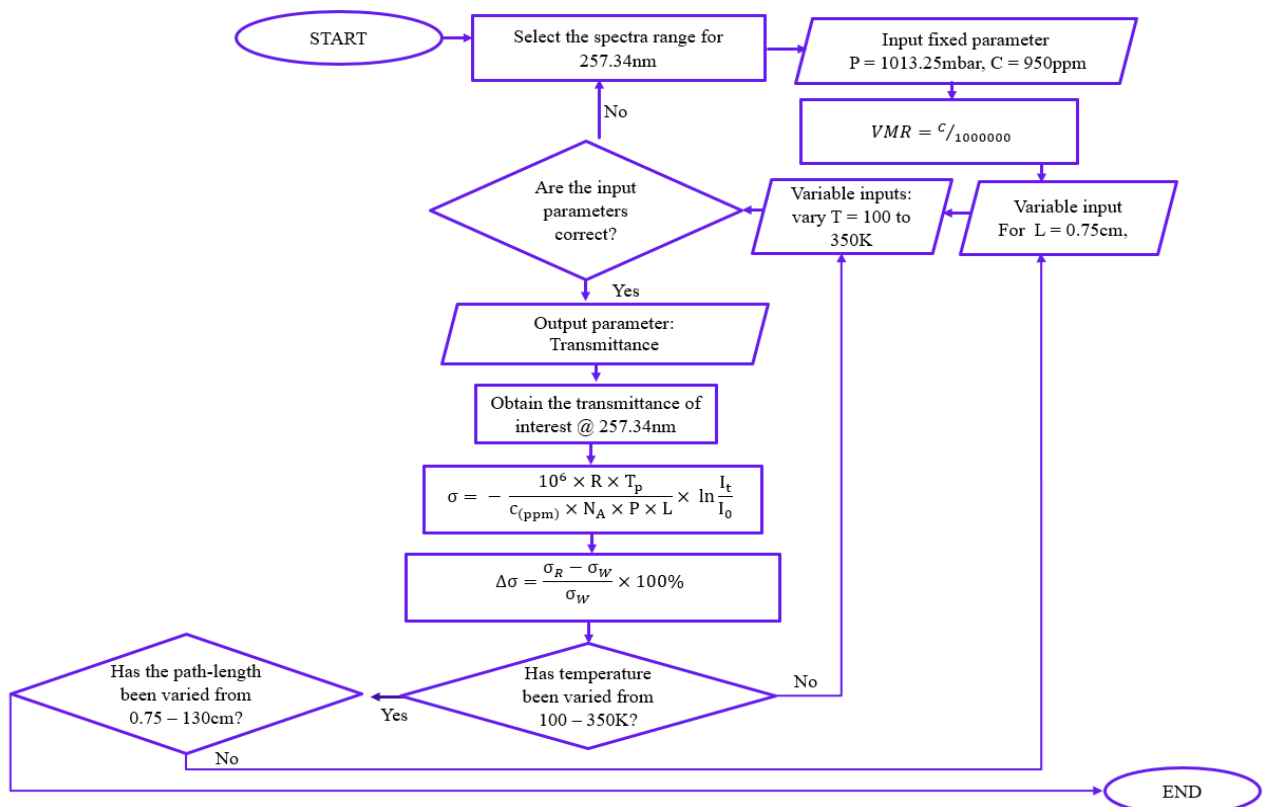 START
Select the spectra range for
257.34nm
Input fixed parameter
P = 1013.25mbar, C = 950ppm
VMR = c/1000000
Variable input
For L = 0.75cm,
Variable inputs:
vary T = 100 to
350K
Are the input
parameters
correct?
No
Yes
Output parameter:
Transmittance
Obtain the transmittance of
interest @ 257.34nm
σ = − (10⁶ × R × Tₚ)/(c₍ppm₎ × N_A × P × L) × ln I_t/I_0
Δσ = (σ_R − σ_W)/σ_W × 100%
Has temperature
been varied from
100 – 350K?
No
Yes
Has the path-length
been varied from
0.75 – 130cm?
No
END